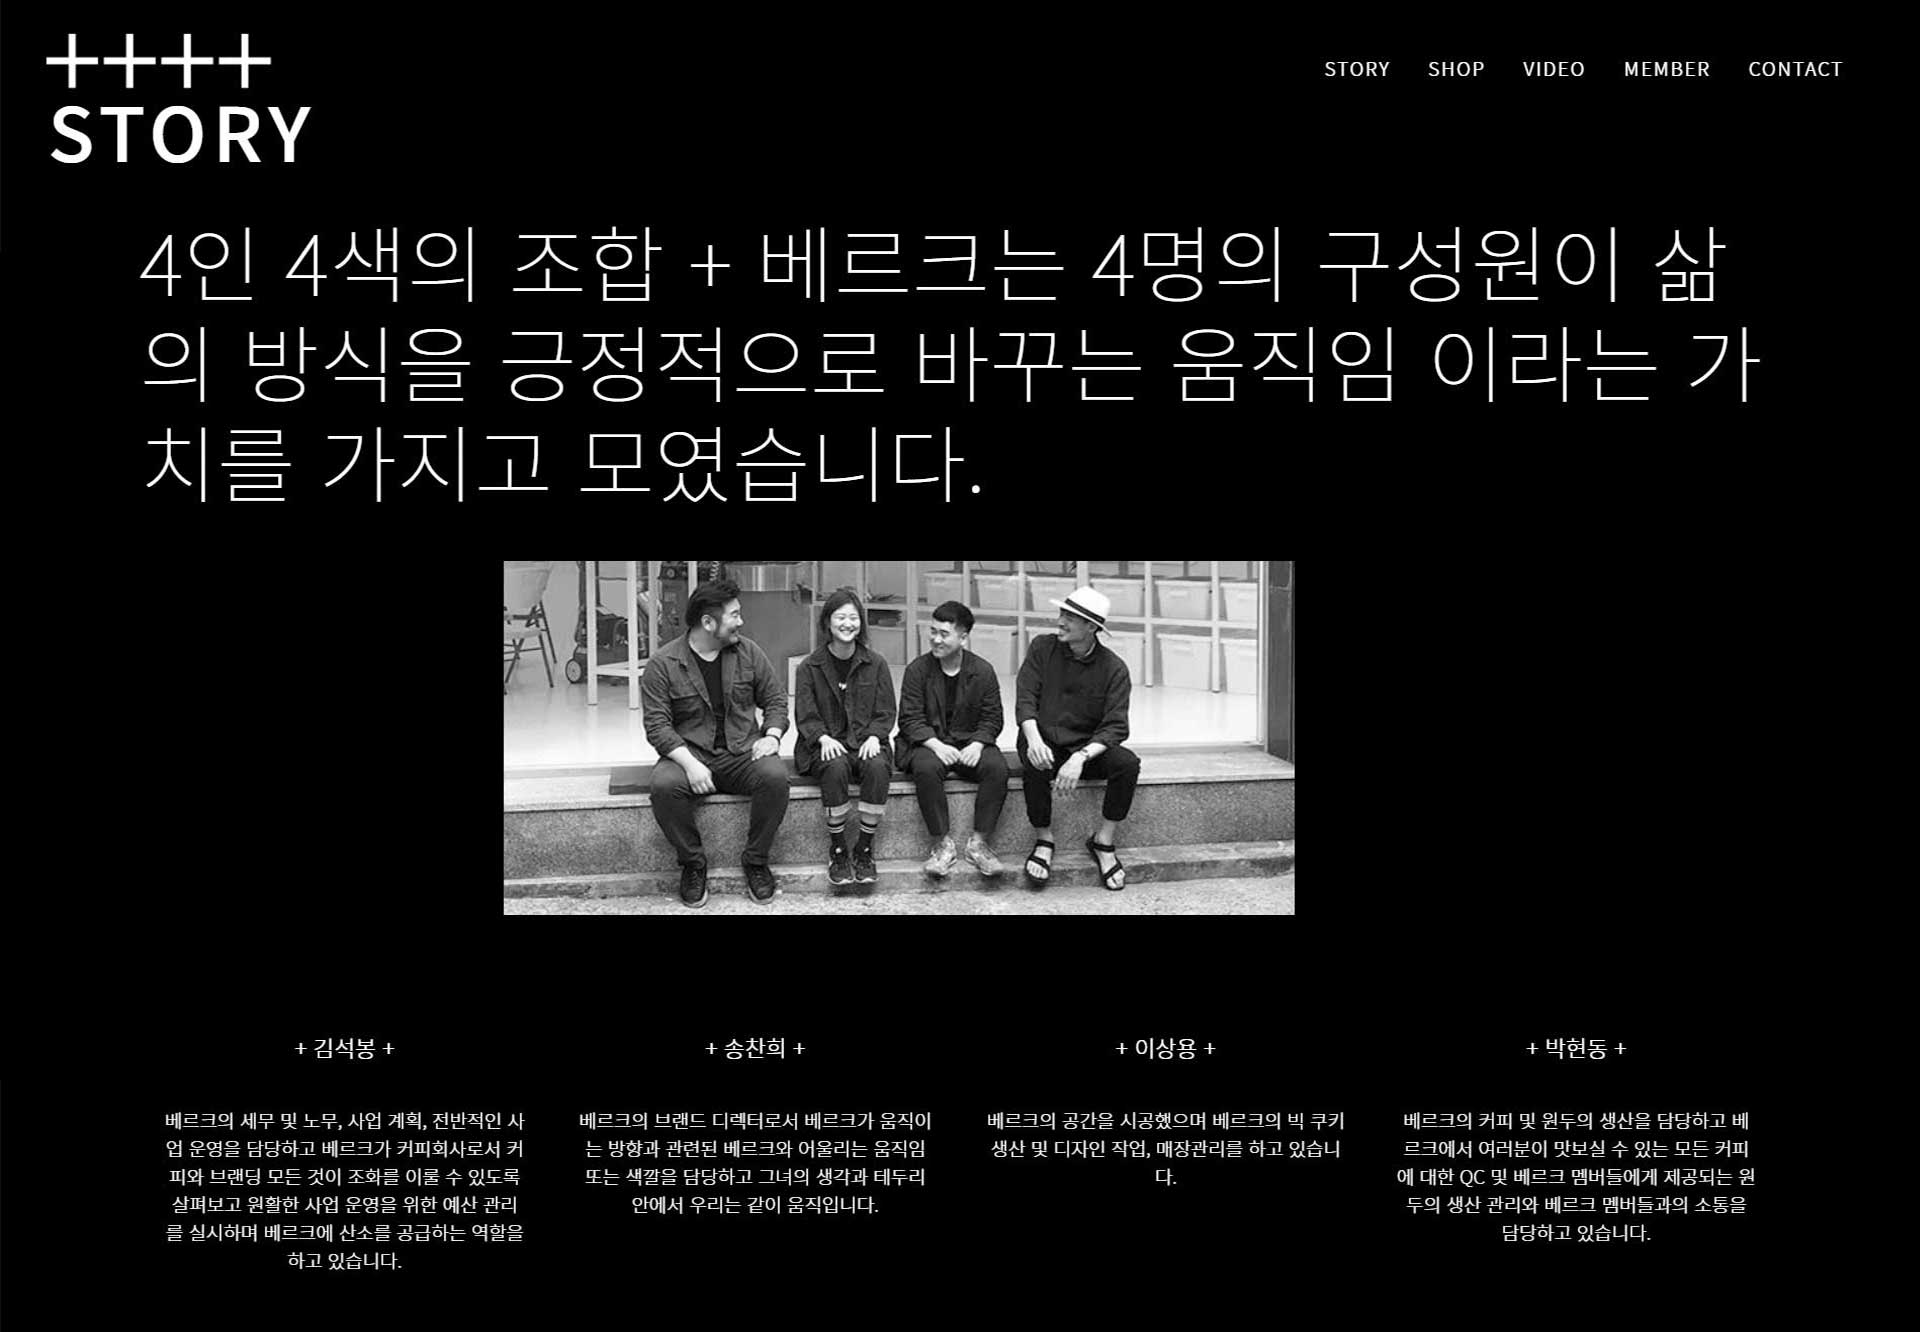 ++++
STORY
STORY SHOP VIDEO MEMBER CONTACT
4인 4색의 조합 + 베르크는 4명의 구성원이 삶
의 방식을 긍정적으로 바꾸는 움직임 이라는 가
치를 가지고 모였습니다.
+ 김석봉 +
베르크의 세무 및 노무, 사업 계획, 전반적인 사
업 운영을 담당하고 베르크가 커피회사로서 커
피와 브랜딩 모든 것이 조화를 이룰 수 있도록
살펴보고 원활한 사업 운영을 위한 예산 관리
를 실시하며 베르크에 산소를 공급하는 역할을
하고 있습니다.
+ 송찬희 +
베르크의 브랜드 디렉터로서 베르크가 움직이
는 방향과 관련된 베르크와 어울리는 움직임
또는 색깔을 담당하고 그녀의 생각과 테두리
안에서 우리는 같이 움직입니다.
+ 이상용 +
베르크의 공간을 시공했으며 베르크의 빅 쿠키
생산 및 디자인 작업, 매장관리를 하고 있습니
다.
+ 박현동 +
베르크의 커피 및 원두의 생산을 담당하고 베
르크에서 여러분이 맛보실 수 있는 모든 커피
에 대한 QC 및 베르크 멤버들에게 제공되는 원
두의 생산 관리와 베르크 멤버들과의 소통을
담당하고 있습니다.